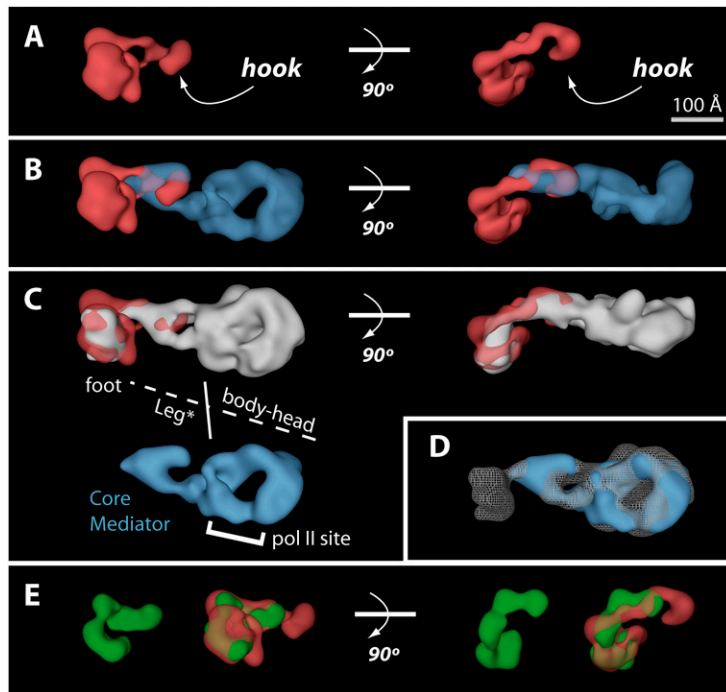 A
hook
90º
hook
100 Å
B
90º
C
90º
foot
Leg*
body-head
Core
Mediator
pol II site
D
E
90º